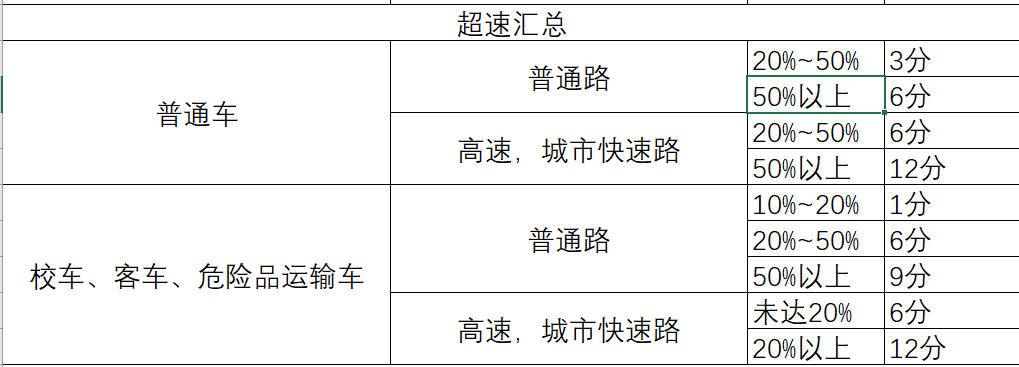 超速汇总
普通车
普通路
20%~50% 3分
50%以上 6分
高速，城市快速路
20%~50% 6分
50%以上 12分
校车、客车、危险品运输车
普通路
10%~20% 1分
20%~50% 6分
50%以上 9分
高速，城市快速路
未达20% 6分
20%以上 12分